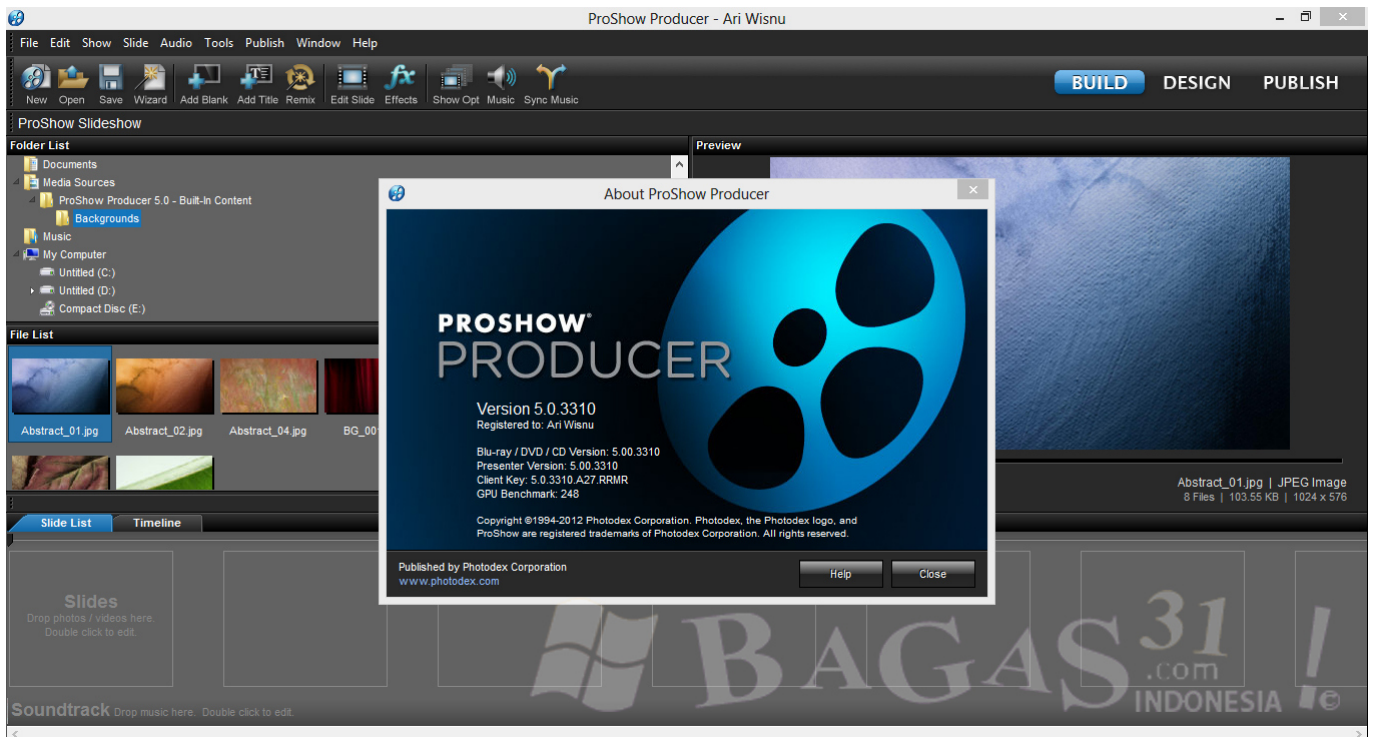 ProShow Producer - Ari Wisnu
File Edit Show Slide Audio Tools Publish Window Help
New Open Save Wizard Add Blank Add Title Remix Edit Slide Effects Show Opt Music Sync Music
BUILD DESIGN PUBLISH
ProShow Slideshow
Folder List
Documents
Media Sources
ProShow Producer 5.0 - Built-In Content
Backgrounds
Music
My Computer
Untitled (C:)
Untitled (D:)
Compact Disc (E:)
File List
Abstract_01.jpg Abstract_02.jpg Abstract_04.jpg BG_00
Preview
About ProShow Producer
PROSHOW®
PRODUCER
Version 5.0.3310
Registered to: Ari Wisnu
Blu-ray / DVD / CD Version: 5.00.3310
Presenter Version: 5.00.3310
Client Key: 5.0.3310.A27.RRMR
GPU Benchmark: 248
Copyright ©1994-2012 Photodex Corporation. Photodex, the Photodex logo, and
ProShow are registered trademarks of Photodex Corporation. All rights reserved.
Published by Photodex Corporation
www.photodex.com
Help Close
Abstract_01.jpg | JPEG Image
8 Files | 103.55 KB | 1024 x 576
Slide List Timeline
Slides
Drop photos / videos here.
Double click to edit.
Soundtrack Drop music here. Double click to edit.
BAGAS31!
.com
INDONESIA ©